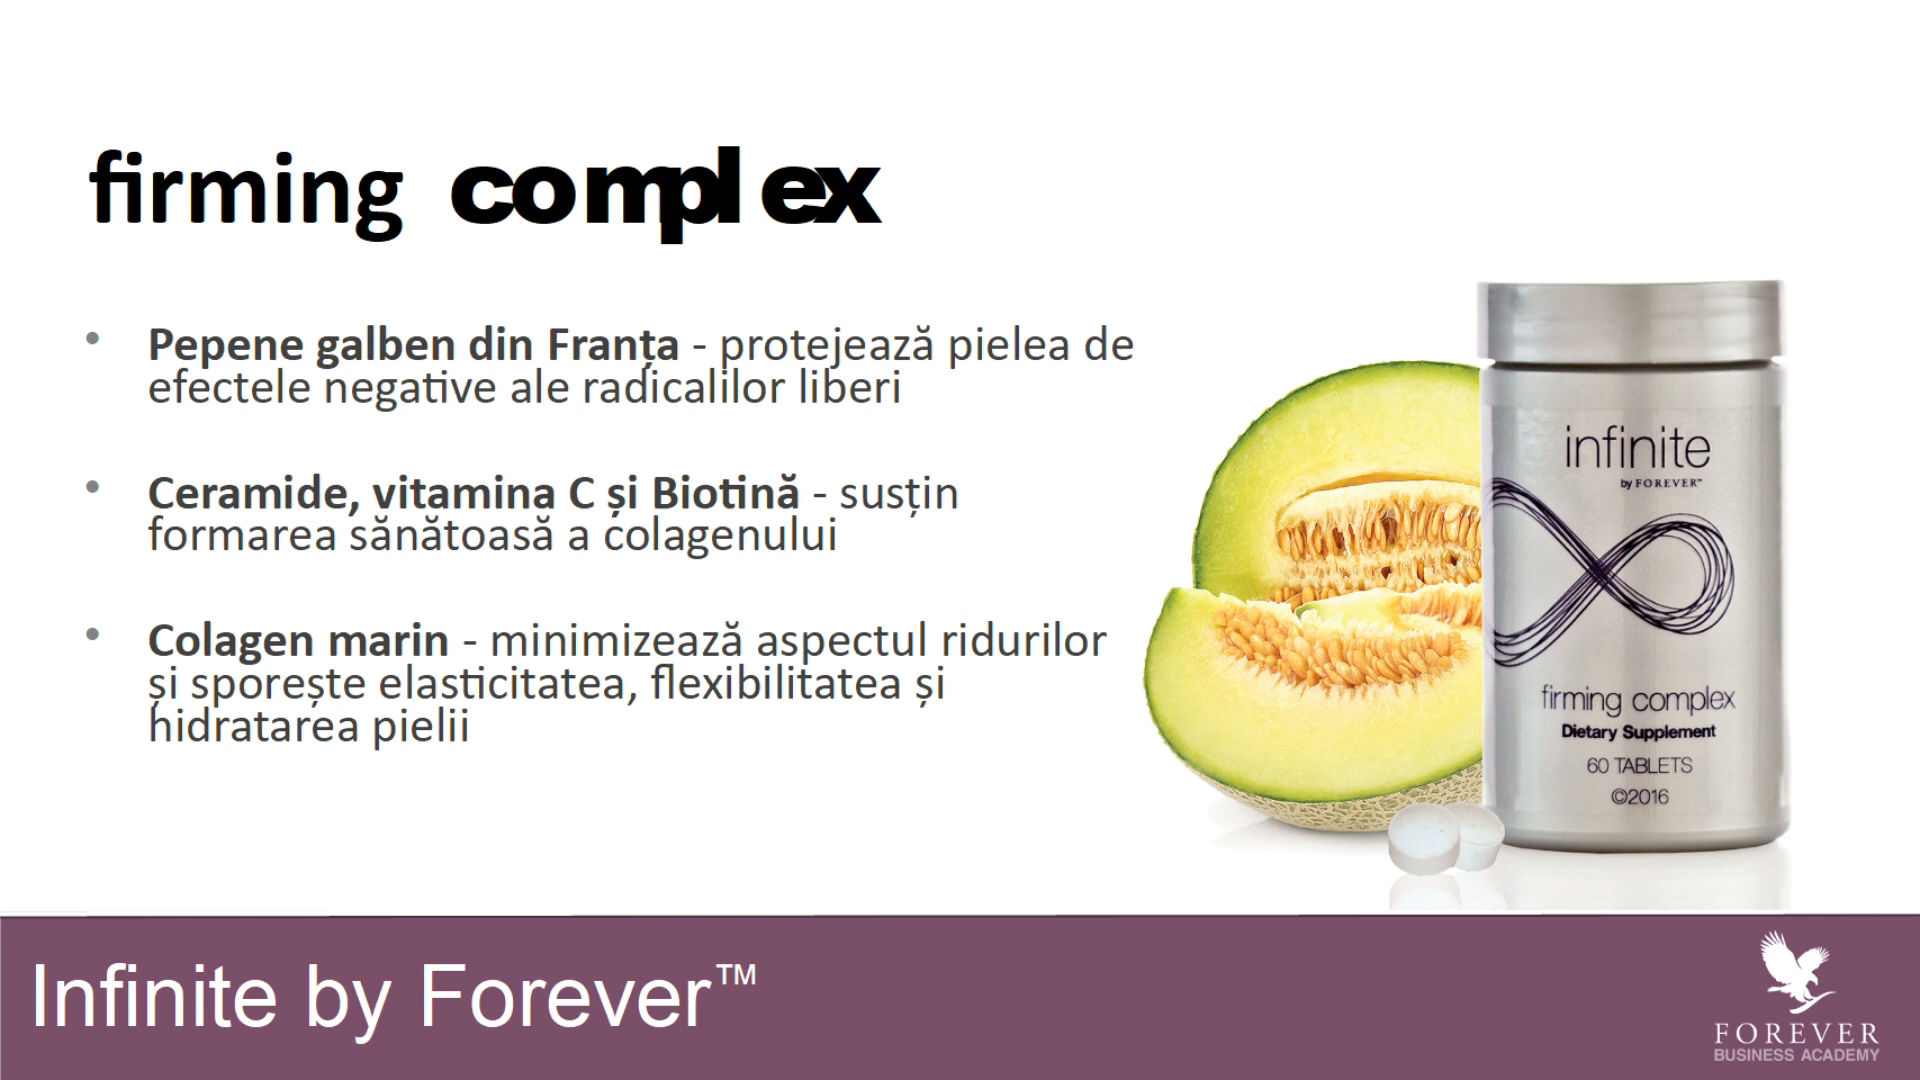 firming complex
• Pepene galben din Franța - protejează pielea de
efectele negative ale radicalilor liberi
• Ceramide, vitamina C și Biotină - susțin
formarea sănătoasă a colagenului
• Colagen marin - minimizează aspectul ridurilor
și sporește elasticitatea, flexibilitatea și
hidratarea pielii
infinite
by FOREVER™
firming complex
Dietary Supplement
60 TABLETS
©2016
Infinite by Forever™
FOREVER
BUSINESS ACADEMY